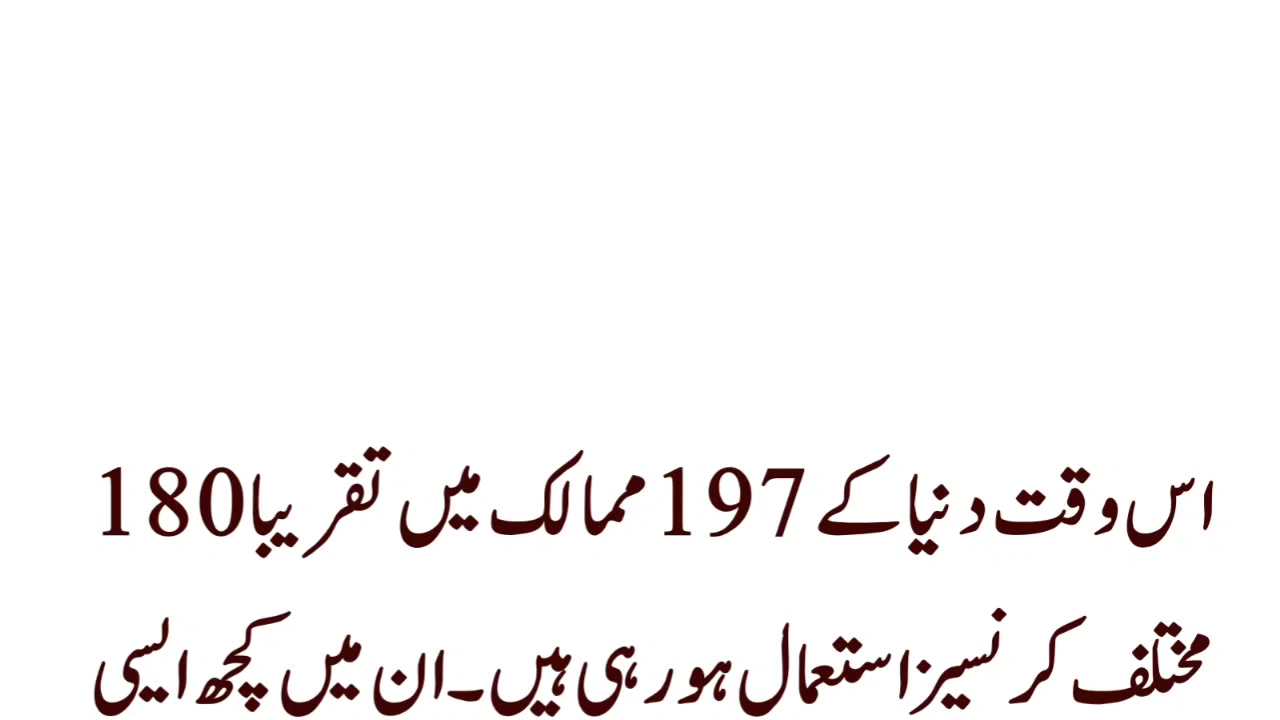 اس وقت دنیا کے 197 ممالک میں تقریبا 180
مختلف کرنسیز استعمال ہو رہی ہیں۔ ان میں کچھ ایسی